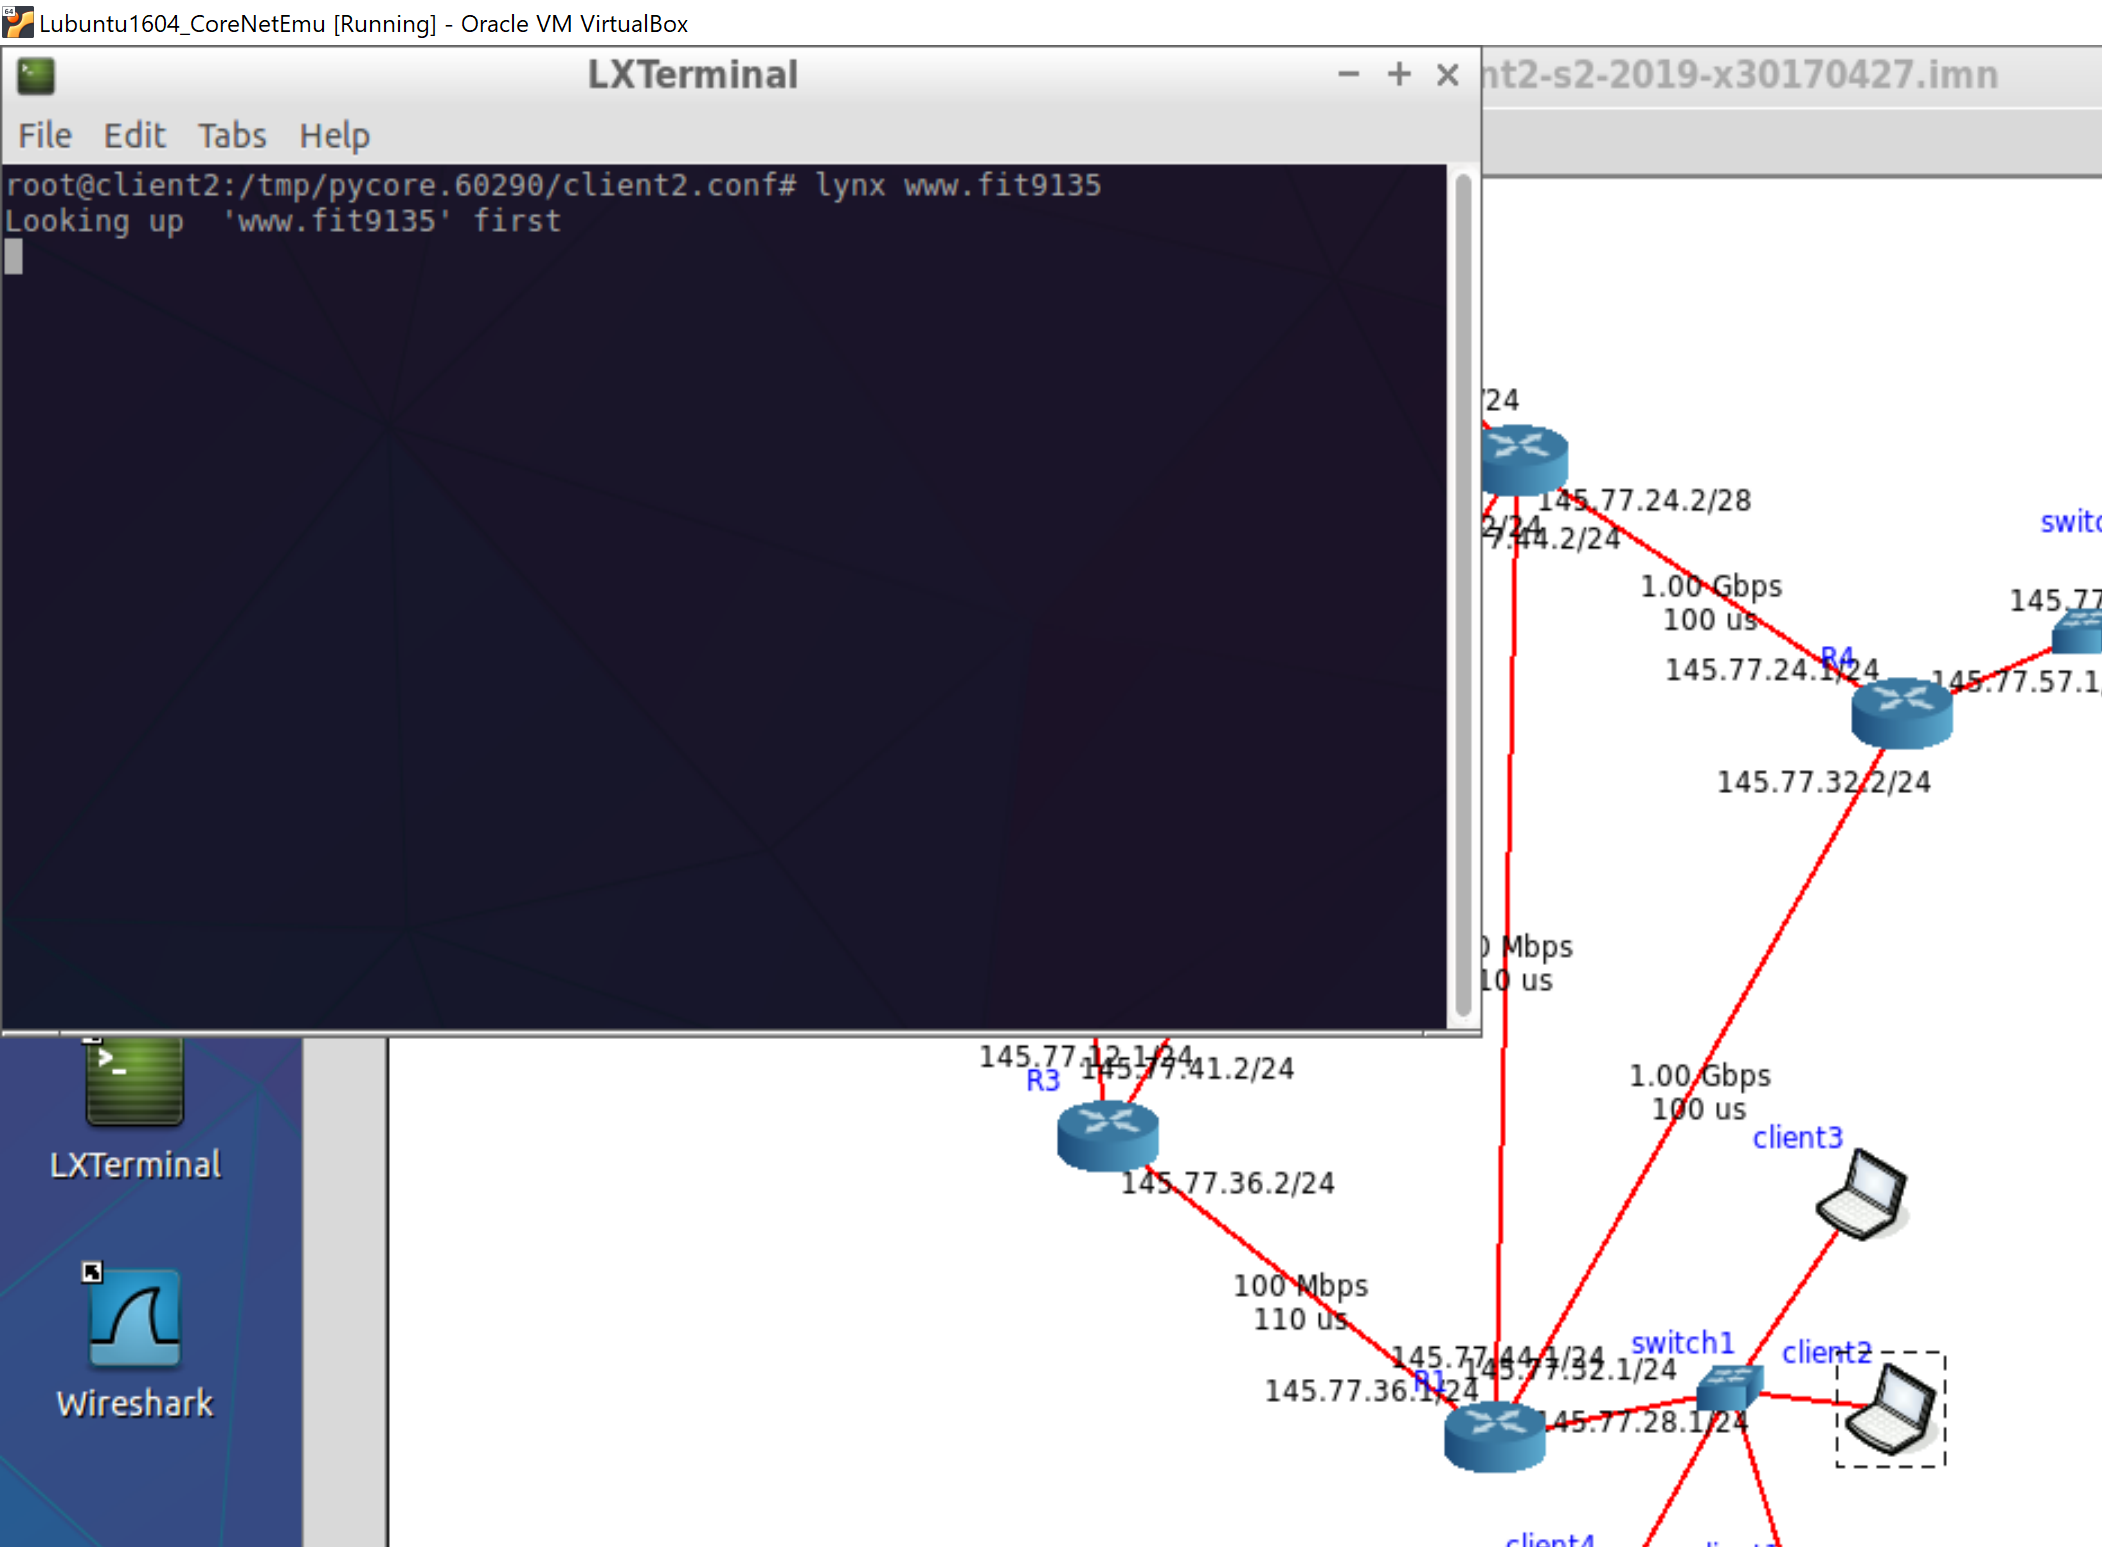 Lubuntu1604_CoreNetEmu [Running] - Oracle VM VirtualBox
LXTerminal
nt2-s2-2019-x30170427.imn
File Edit Tabs Help
root@client2:/tmp/pycore.60290/client2.conf# lynx www.fit9135
Looking up 'www.fit9135' first
/24
145.77.24.2/28
2/24
7.44.2/24
switc
1.00 Gbps
100 us
145.77
R4
145.77.24.1/24
145.77.57.1
145.77.32.2/24
0 Mbps
10 us
145.77.12.1/24
145.77.41.2/24
R3
1.00 Gbps
100 us
client3
LXTerminal
145.77.36.2/24
100 Mbps
110 us
switch1
client2
145.77.44.1/24
145.77.32.1/24
R1
145.77.36.1/24
Wireshark
145.77.28.1/24
client4